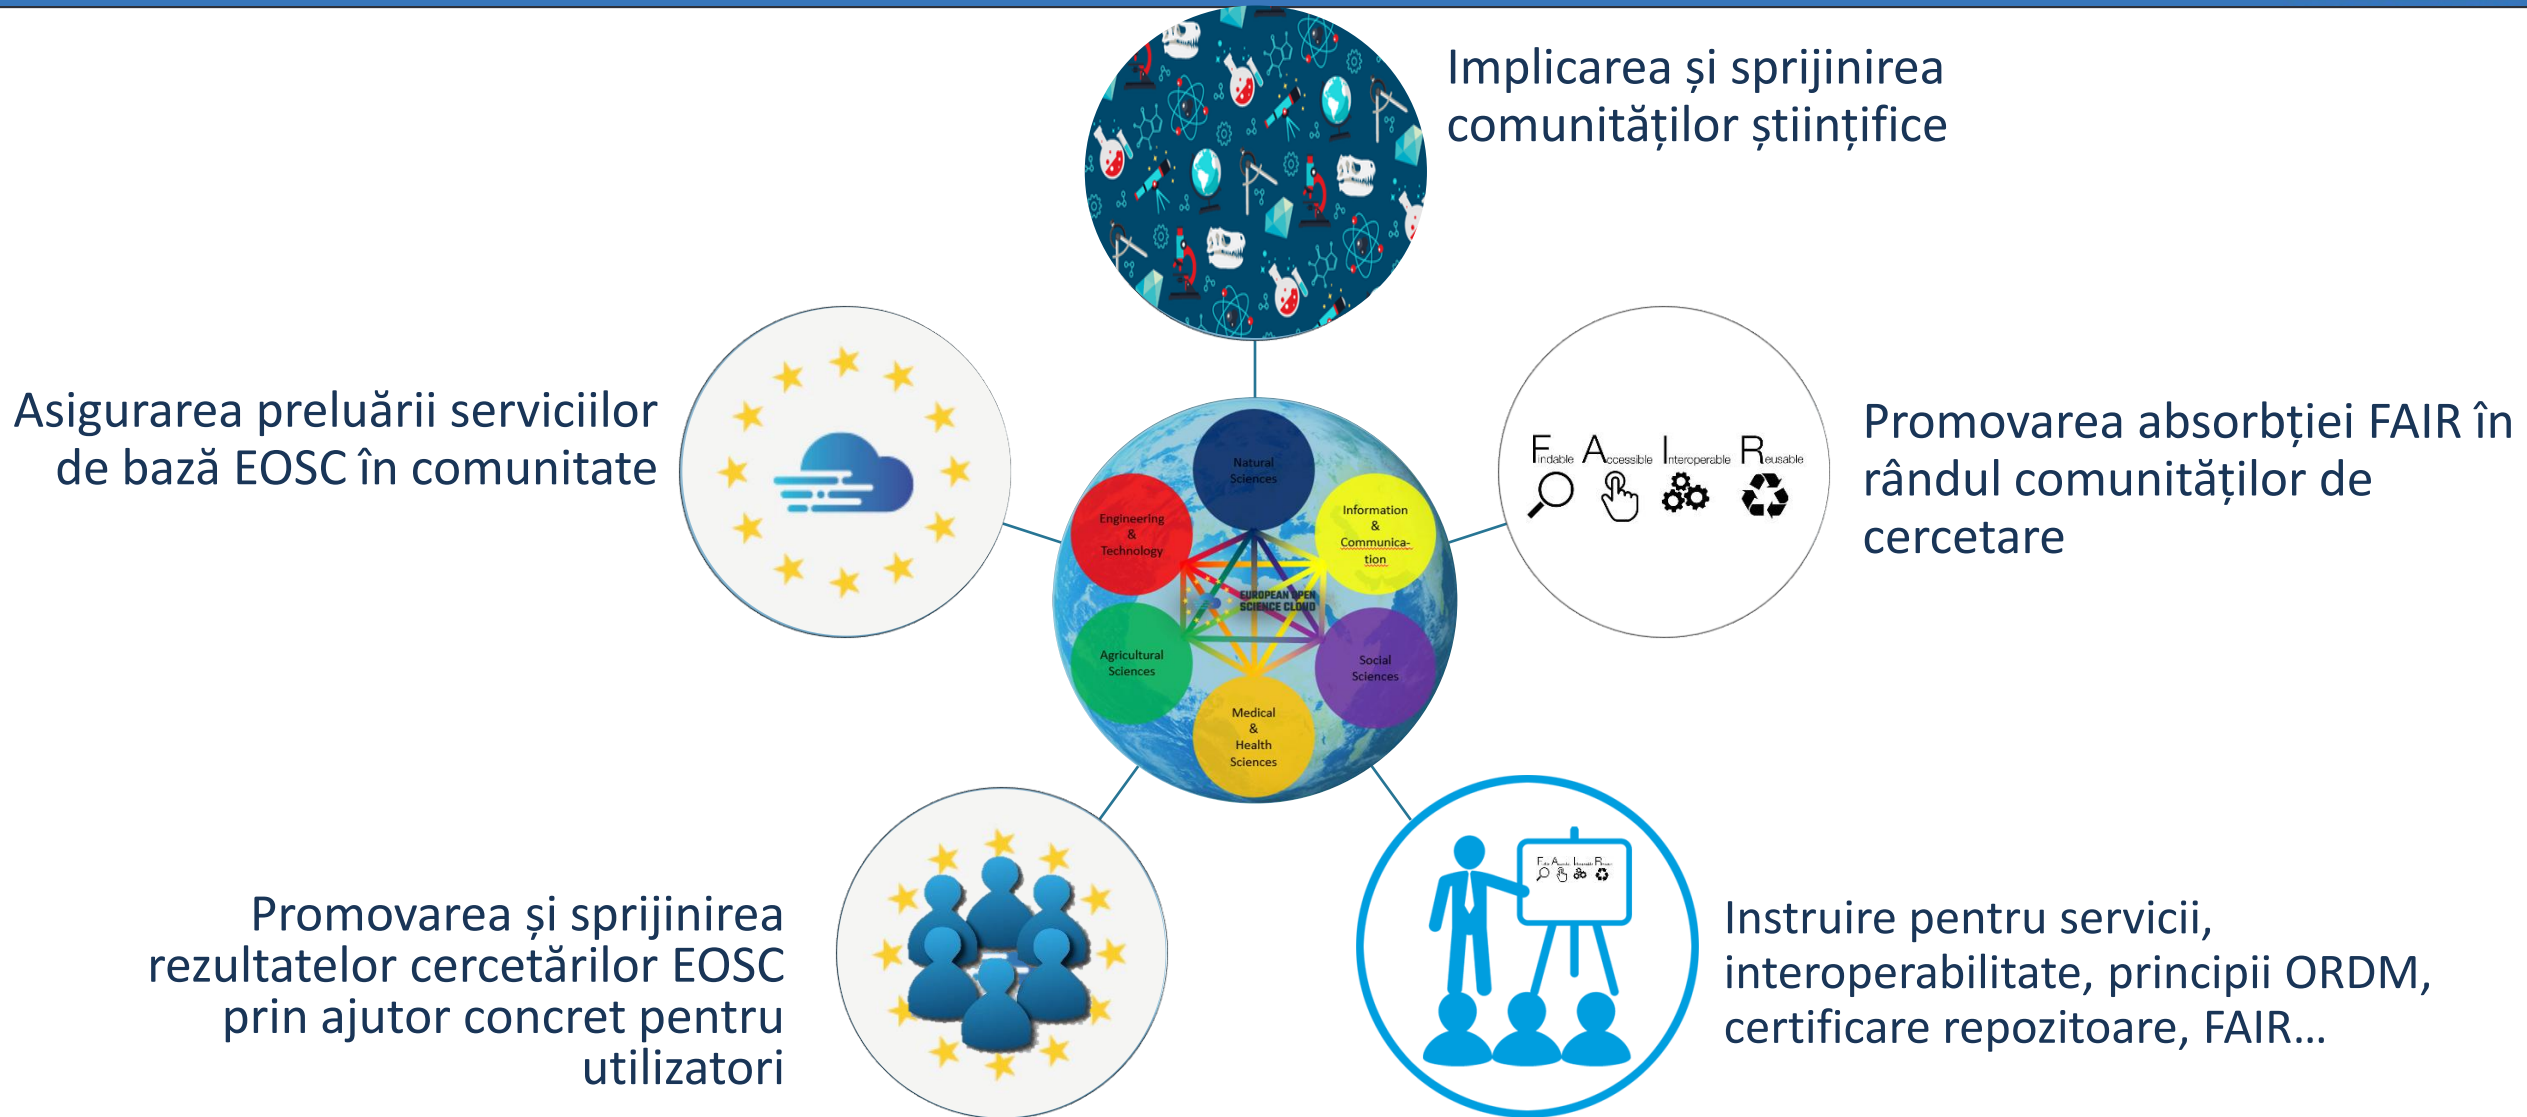 Implicarea și sprijinirea
comunităților științifice
Asigurarea preluării serviciilor
de bază EOSC în comunitate
Findable Accessible Interoperable Reusable
Promovarea absorbției FAIR în
rândul comunităților de
cercetare
Natural
Sciences
Engineering
&
Technology
Information
&
Communica-
tion
EUROPEAN OPEN
SCIENCE CLOUD
Agricultural
Sciences
Social
Sciences
Medical
&
Health
Sciences
Promovarea și sprijinirea
rezultatelor cercetărilor EOSC
prin ajutor concret pentru
utilizatori
Instruire pentru servicii,
interoperabilitate, principii ORDM,
certificare repozitoare, FAIR...